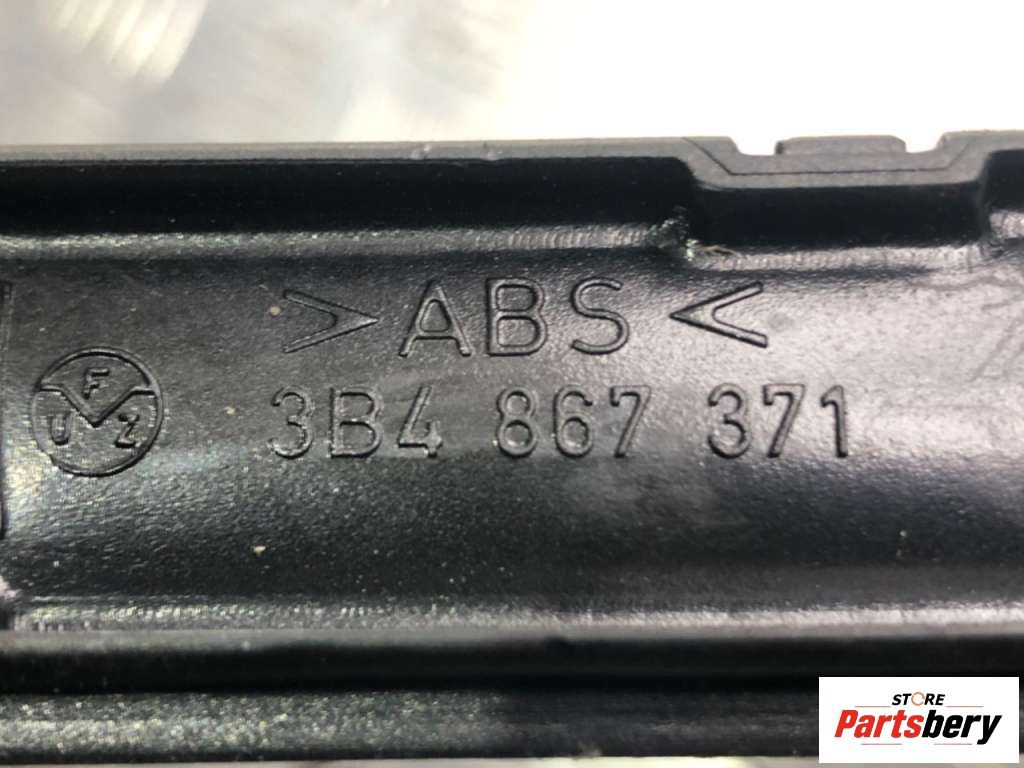 >ABS<
F
U Z
3B4 867 371
STORE
Partsbery